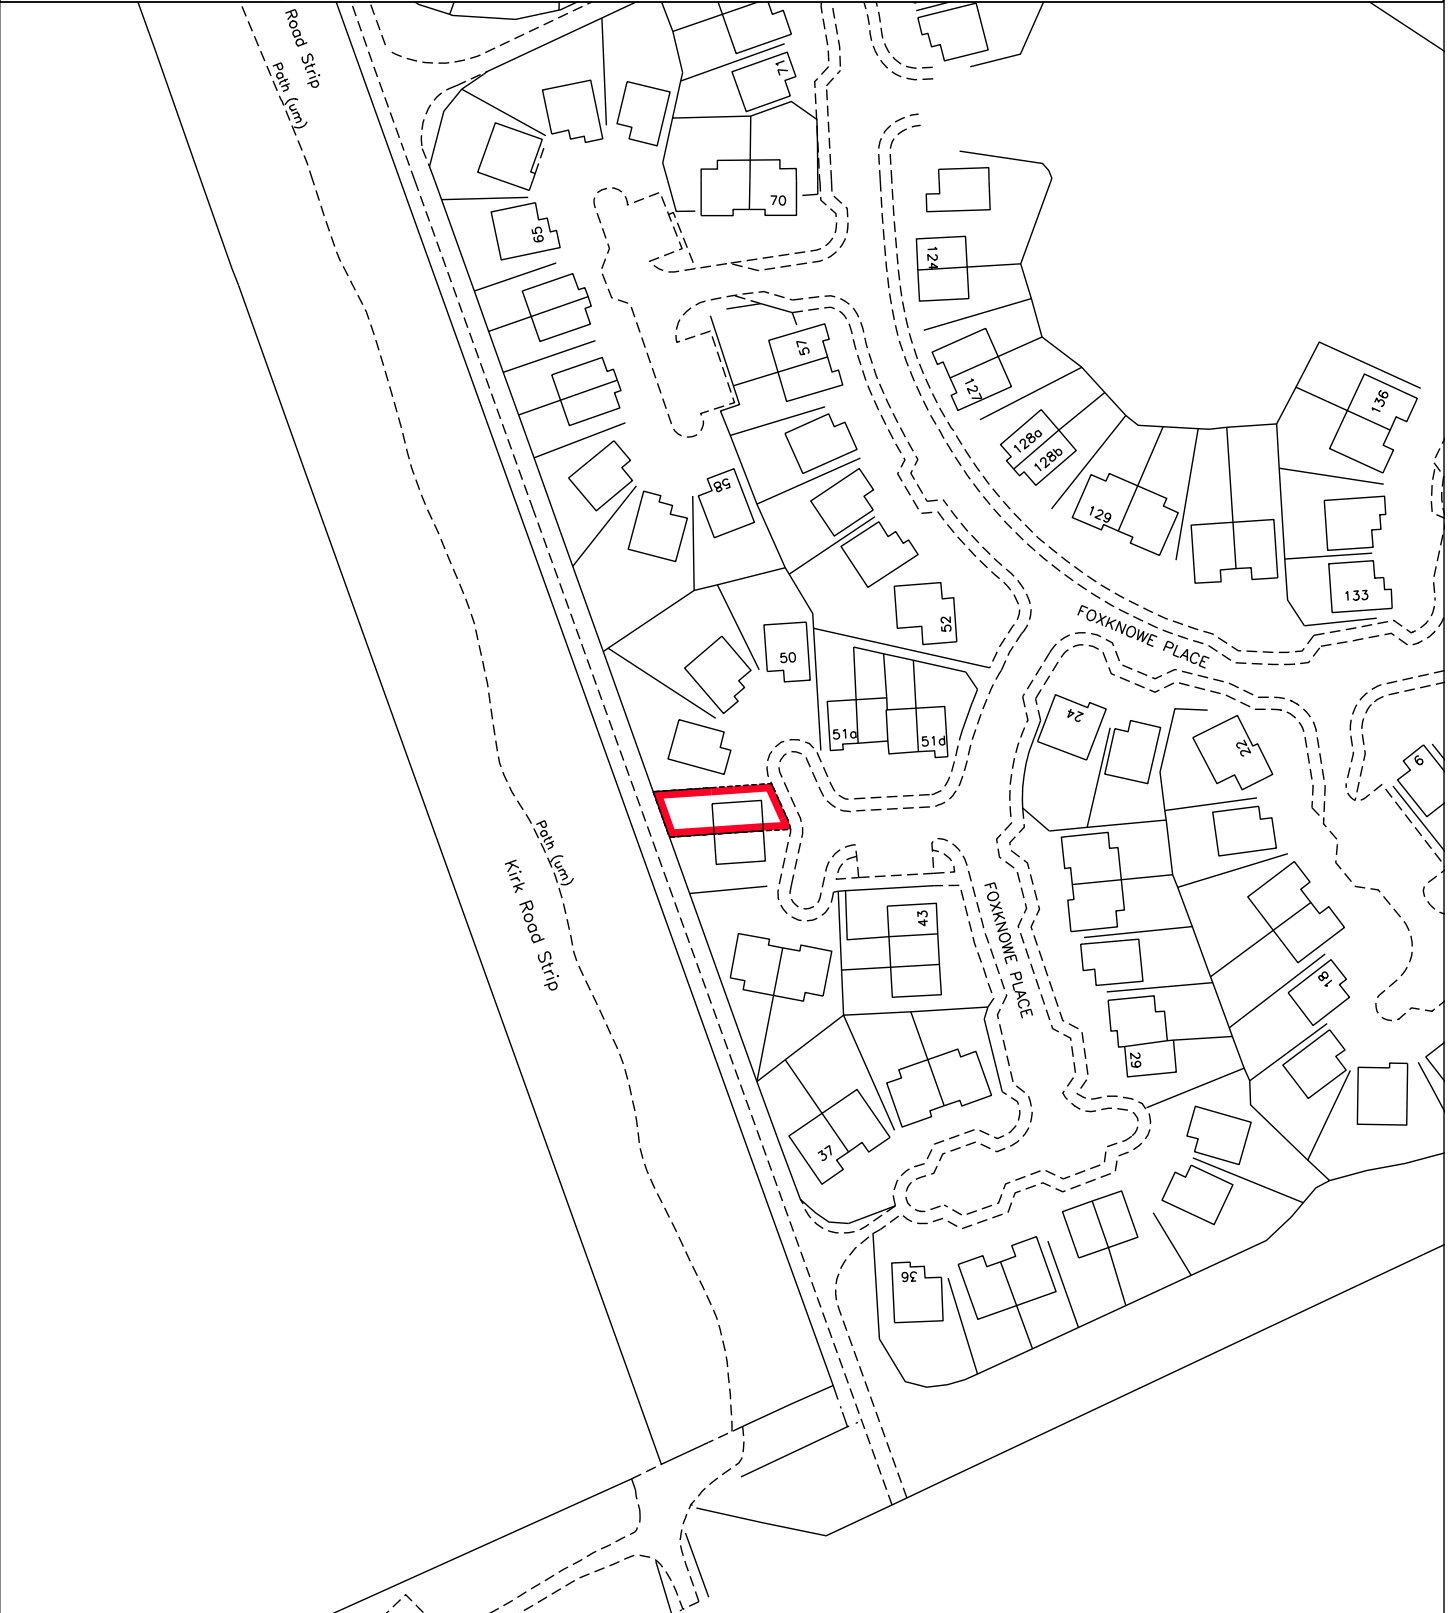 Road Strip
Path (um)
71
70
65
124
57
127
136
128a
128b
58
129
133
52
FOXKNOWE PLACE
50
24
51a
51d
22
6
Path (um)
Kirk Road Strip
43
FOXKNOWE PLACE
18
29
37
36